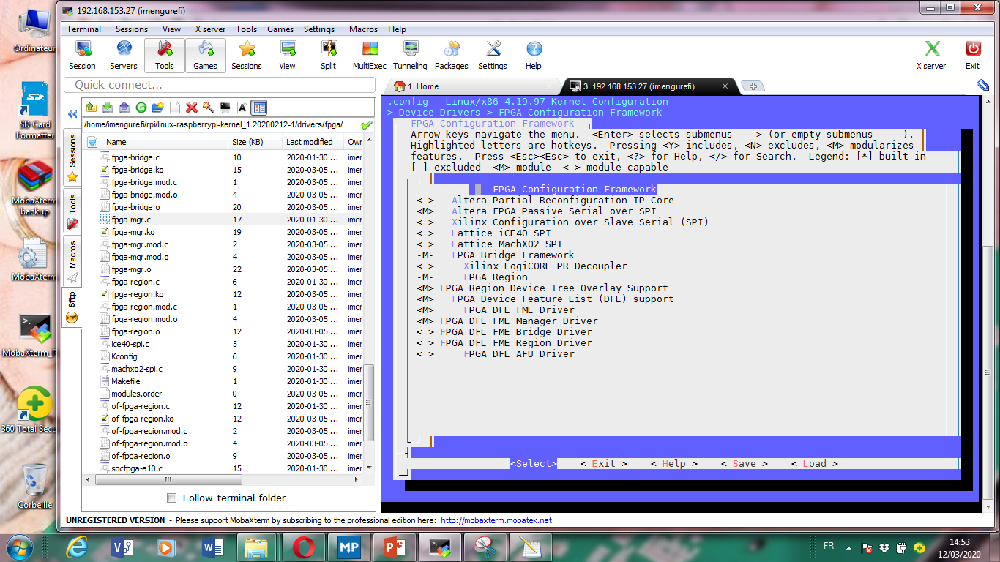 192.168.153.27 (imengurefi)
Terminal Sessions View X server Tools Games Settings Macros Help
Session Servers Tools Games Sessions View Split MultiExec Tunneling Packages Settings Help X server Exit
Quick connect...
1. Home
3. 192.168.153.27 (imengurefi)
/home/imengurefi/rpi/linux-raspberrypi-kernel_1.20200212-1/drivers/fpga/
Name Size (KB) Last modified Owr
fpga-bridge.c 10 2020-01-30 ... imer
fpga-bridge.ko 15 2020-03-05 ... imer
fpga-bridge.mod.c 1 2020-03-05 ... imer
fpga-bridge.mod.o 4 2020-03-05 ... imer
fpga-bridge.o 20 2020-03-05 ... imer
fpga-mgr.c 17 2020-01-30 ... imer
fpga-mgr.ko 19 2020-03-05 ... imer
fpga-mgr.mod.c 2 2020-03-05 ... imer
fpga-mgr.mod.o 4 2020-03-05 ... imer
fpga-mgr.o 22 2020-03-05 ... imer
fpga-region.c 6 2020-01-30 ... imer
fpga-region.ko 12 2020-03-05 ... imer
fpga-region.mod.c 1 2020-03-05 ... imer
fpga-region.mod.o 4 2020-03-05 ... imer
fpga-region.o 12 2020-03-05 ... imer
ice40-spi.c 5 2020-01-30 ... imer
Kconfig 6 2020-01-30 ... imer
machxo2-spi.c 9 2020-01-30 ... imer
Makefile 1 2020-01-30 ... imer
modules.order 0 2020-03-05 ... imer
of-fpga-region.c 12 2020-01-30 ... imer
of-fpga-region.ko 12 2020-03-05 ... imer
of-fpga-region.mod.c 2 2020-03-05 ... imer
of-fpga-region.mod.o 4 2020-03-05 ... imer
of-fpga-region.o 9 2020-03-05 ... imer
socfpga-a10.c 15 2020-01-30 ... imer
Follow terminal folder
Sessions
Tools
Macros
Sftp
.config - Linux/x86 4.19.97 Kernel Configuration
> Device Drivers > FPGA Configuration Framework
FPGA Configuration Framework
Arrow keys navigate the menu. <Enter> selects submenus ---> (or empty submenus ----).
Highlighted letters are hotkeys. Pressing <Y> includes, <N> excludes, <M> modularizes
features. Press <Esc><Esc> to exit, <?> for Help, </> for Search. Legend: [*] built-in
[ ] excluded <M> module < > module capable
--- FPGA Configuration Framework
< > Altera Partial Reconfiguration IP Core
<M> Altera FPGA Passive Serial over SPI
< > Xilinx Configuration over Slave Serial (SPI)
< > Lattice iCE40 SPI
< > Lattice MachXO2 SPI
-M- FPGA Bridge Framework
< > Xilinx LogiCORE PR Decoupler
-M- FPGA Region
<M> FPGA Region Device Tree Overlay Support
<M> FPGA Device Feature List (DFL) support
<M> FPGA DFL FME Driver
<M> FPGA DFL FME Manager Driver
< > FPGA DFL FME Bridge Driver
< > FPGA DFL FME Region Driver
< > FPGA DFL AFU Driver
<Select> < Exit > < Help > < Save > < Load >
UNREGISTERED VERSION - Please support MobaXterm by subscribing to the professional edition here: http://mobaxterm.mobatek.net
Ordinateur
SD Card
Formatter
MobaXterm
backup
MobaXterm
MobaXterm_P
360 Total Secu
Corbeille
FR
14:53
12/03/2020